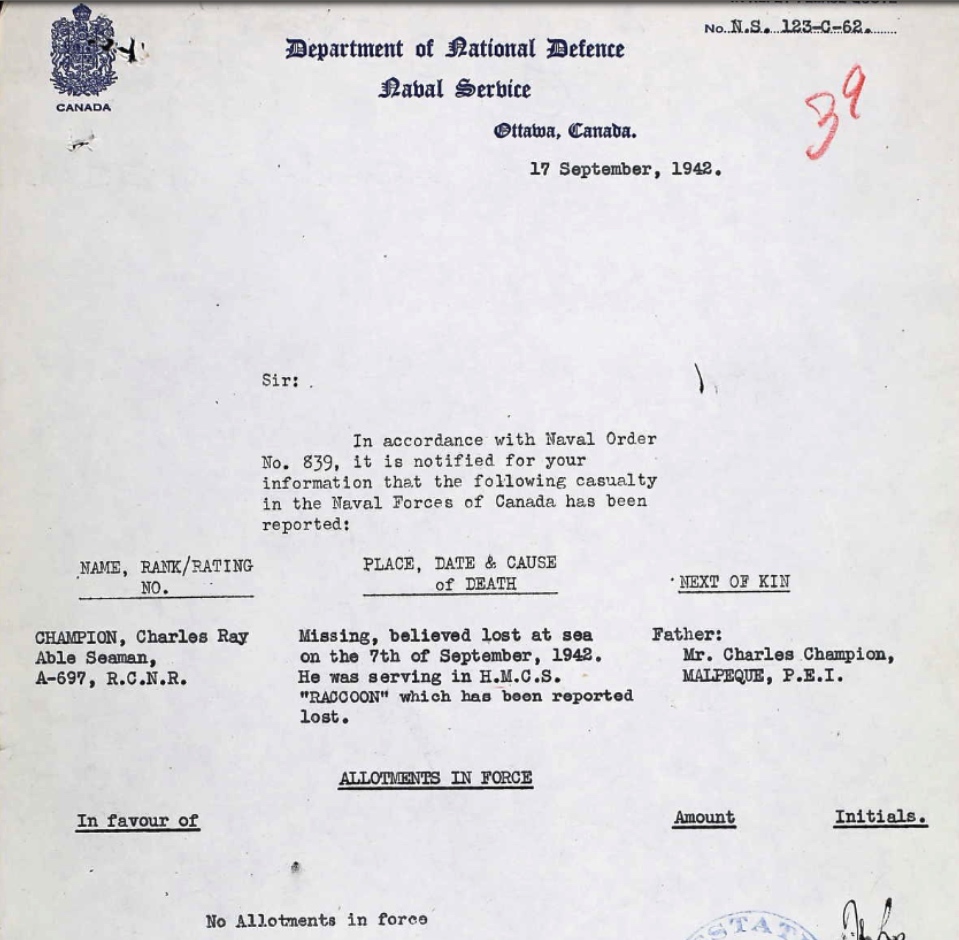 No. N.S. 123-C-62.
CANADA
Department of National Defence
Naval Service
Ottawa, Canada.
39
17 September, 1942.
Sir:
In accordance with Naval Order
No. 839, it is notified for your
information that the following casualty
in the Naval Forces of Canada has been
reported:
NAME, RANK/RATING NO.
PLACE, DATE & CAUSE of DEATH
NEXT OF KIN
CHAMPION, Charles Ray
Able Seaman,
A-697, R.C.N.R.
Missing, believed lost at sea
on the 7th of September, 1942.
He was serving in H.M.C.S.
"RACCOON" which has been reported
lost.
Father:
Mr. Charles Champion,
MALPEQUE, P.E.I.
ALLOTMENTS IN FORCE
In favour of
Amount
Initials.
No Allotments in force
ESTAT